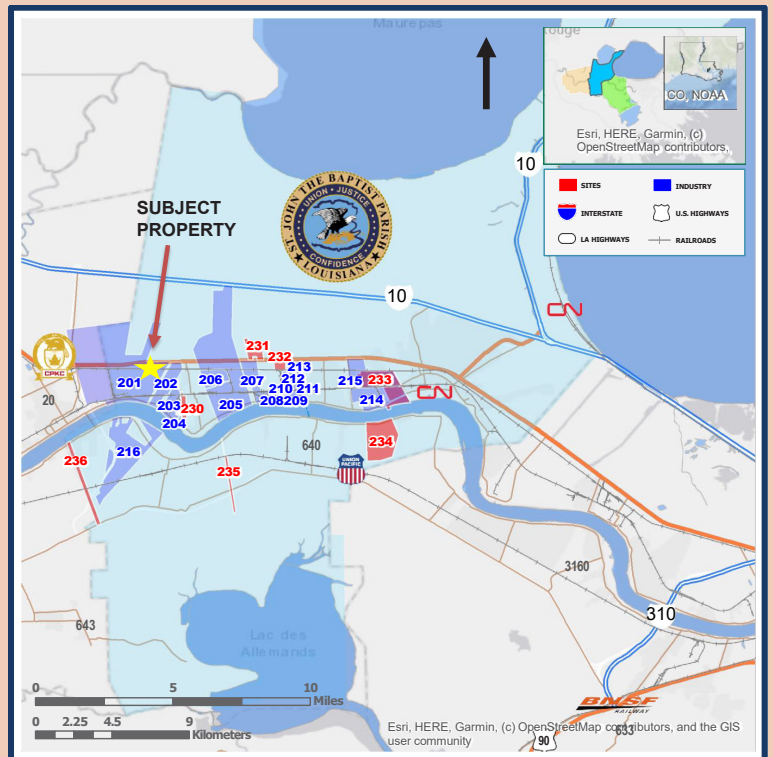 Maurepas
ouge
CO, NOAA
Esri, HERE, Garmin, (c)
OpenStreetMap contributors,
10
SITES
INDUSTRY
INTERSTATE
U.S. HIGHWAYS
LA HIGHWAYS
RAILROADS
SUBJECT
PROPERTY
ST. JOHN THE BAPTIST PARISH
UNION · JUSTICE
CONFIDENCE
LOUISIANA
10
CN
CPKC
231
232
213
201
202
206
207
212
215
233
210
211
CN
20
203
230
205
208
209
214
204
640
234
216
236
235
UNION
PACIFIC
3160
643
310
Lac des
Allemands
0 5 10
Miles
0 2.25 4.5 9
Kilometers
BNSF
RAILWAY
Esri, HERE, Garmin, (c) OpenStreetMap contributors, and the GIS
user community
633
90